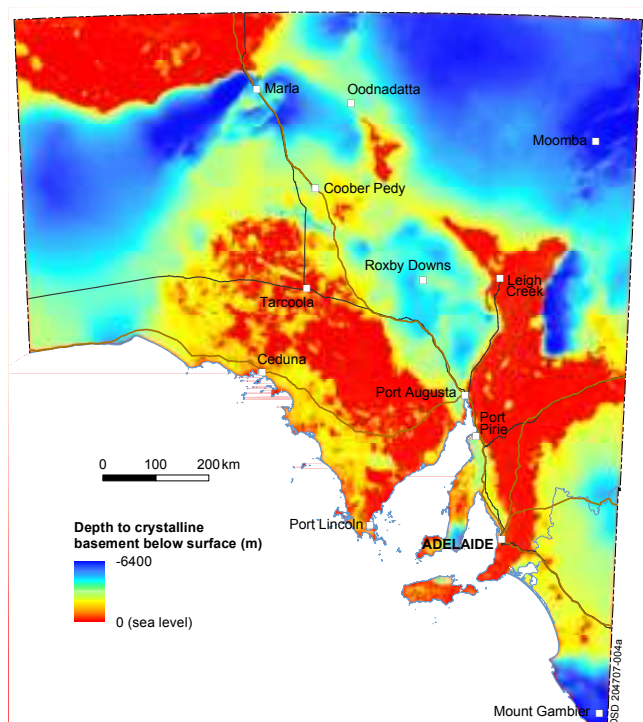 Marla
Oodnadatta
Moomba
Coober Pedy
Roxby Downs
Leigh
Creek
Tarcoola
Ceduna
Port Augusta
Port
Pirie
0 100 200 km
Port Lincoln
ADELAIDE
Depth to crystalline
basement below surface (m)
-6400
0 (sea level)
Mount Gambier
DSD 204707-004a